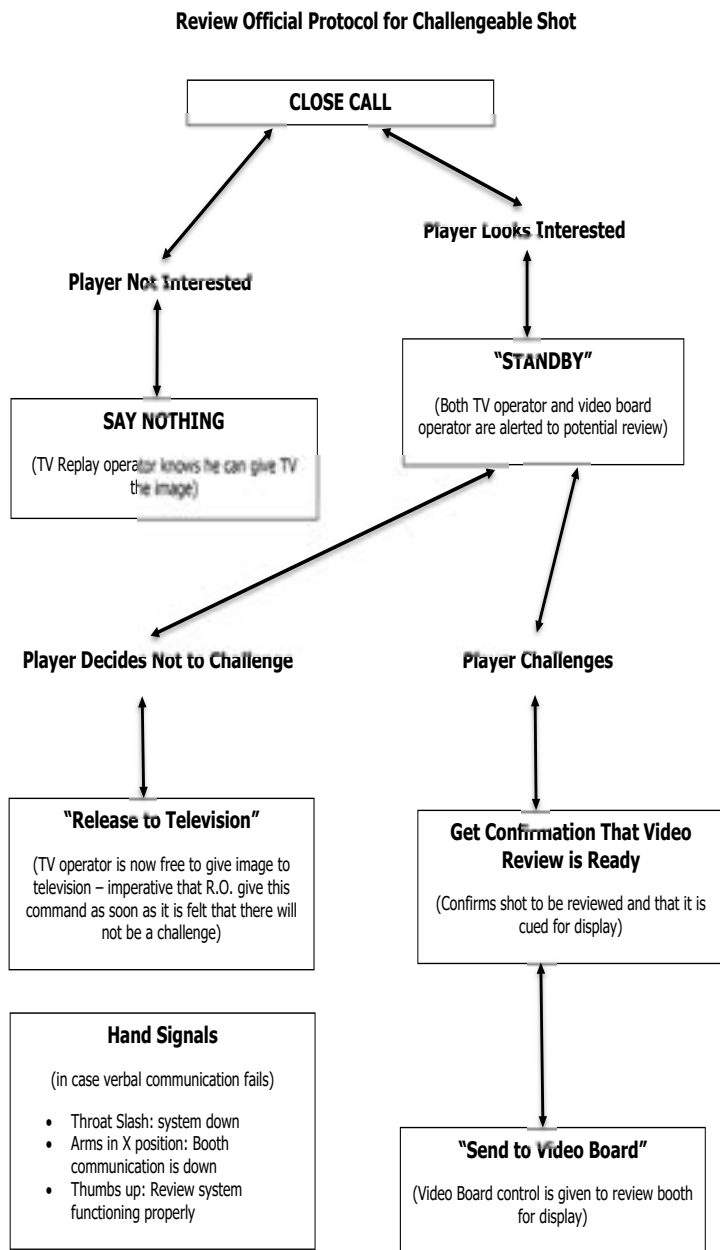 Review Official Protocol for Challengeable Shot
CLOSE CALL
Player Looks Interested
Player Not Interested
“STANDBY”
(Both TV operator and video board
operator are alerted to potential review)
SAY NOTHING
(TV Replay operator knows he can give TV
the image)
Player Decides Not to Challenge
Player Challenges
“Release to Television”
(TV operator is now free to give image to
television – imperative that R.O. give this
command as soon as it is felt that there will
not be a challenge)
Get Confirmation That Video
Review is Ready
(Confirms shot to be reviewed and that it is
cued for display)
Hand Signals
(in case verbal communication fails)
• Throat Slash: system down
• Arms in X position: Booth
communication is down
• Thumbs up: Review system
functioning properly
“Send to Video Board”
(Video Board control is given to review booth
for display)